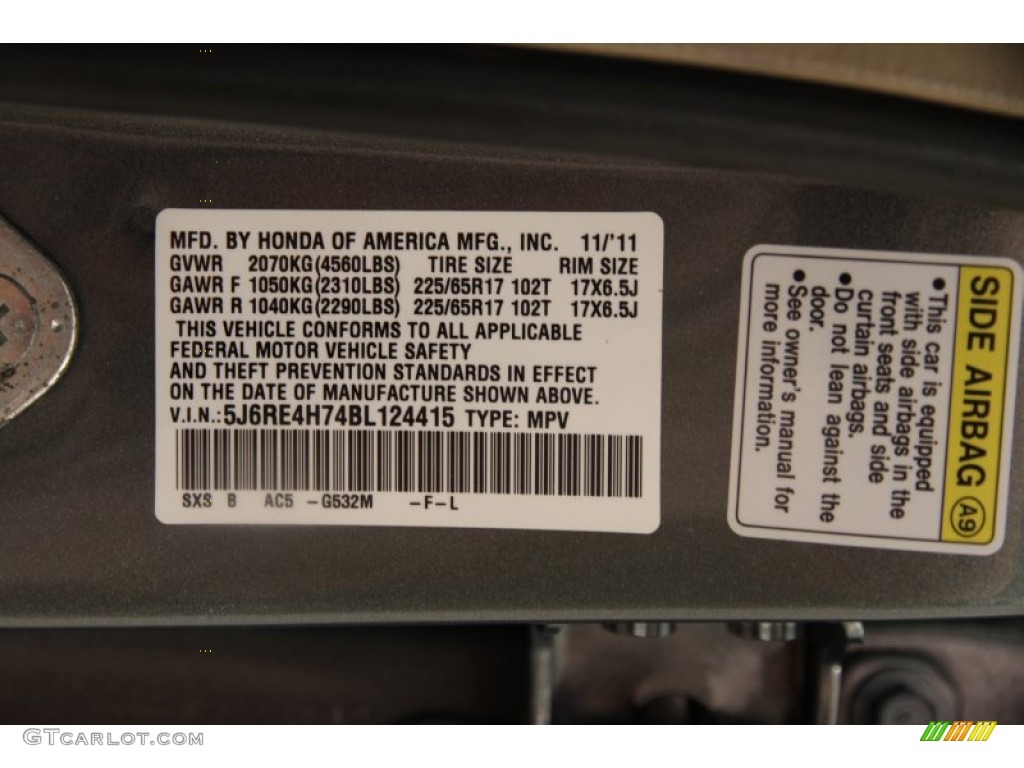 MFD. BY HONDA OF AMERICA MFG., INC. 11/'11
GVWR 2070KG(4560LBS) TIRE SIZE RIM SIZE
GAWR F 1050KG(2310LBS) 225/65R17 102T 17X6.5J
GAWR R 1040KG(2290LBS) 225/65R17 102T 17X6.5J
THIS VEHICLE CONFORMS TO ALL APPLICABLE
FEDERAL MOTOR VEHICLE SAFETY
AND THEFT PREVENTION STANDARDS IN EFFECT
ON THE DATE OF MANUFACTURE SHOWN ABOVE.
V.I.N.:5J6RE4H74BL124415 TYPE: MPV
SXS B AC5 -G532M -F-L
SIDE AIRBAG A9
•This car is equipped
with side airbags in the
front seats and side
curtain airbags.
•Do not lean against the
door.
•See owner's manual for
more information.
GTCarlot.com